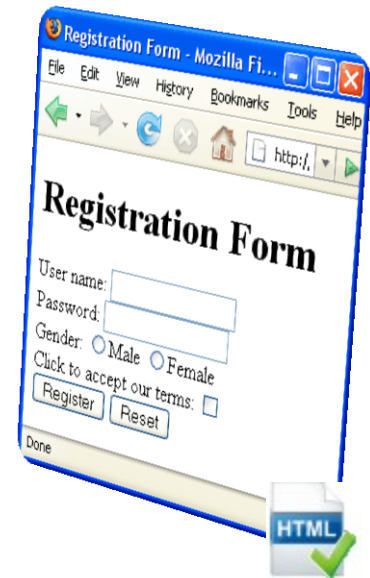 Registration Form - Mozilla Fi...
File Edit View History Bookmarks Tools Help
http:/,
Registration Form
User name:
Password:
Gender: Male Female
Click to accept our terms:
Register Reset
Done
HTML